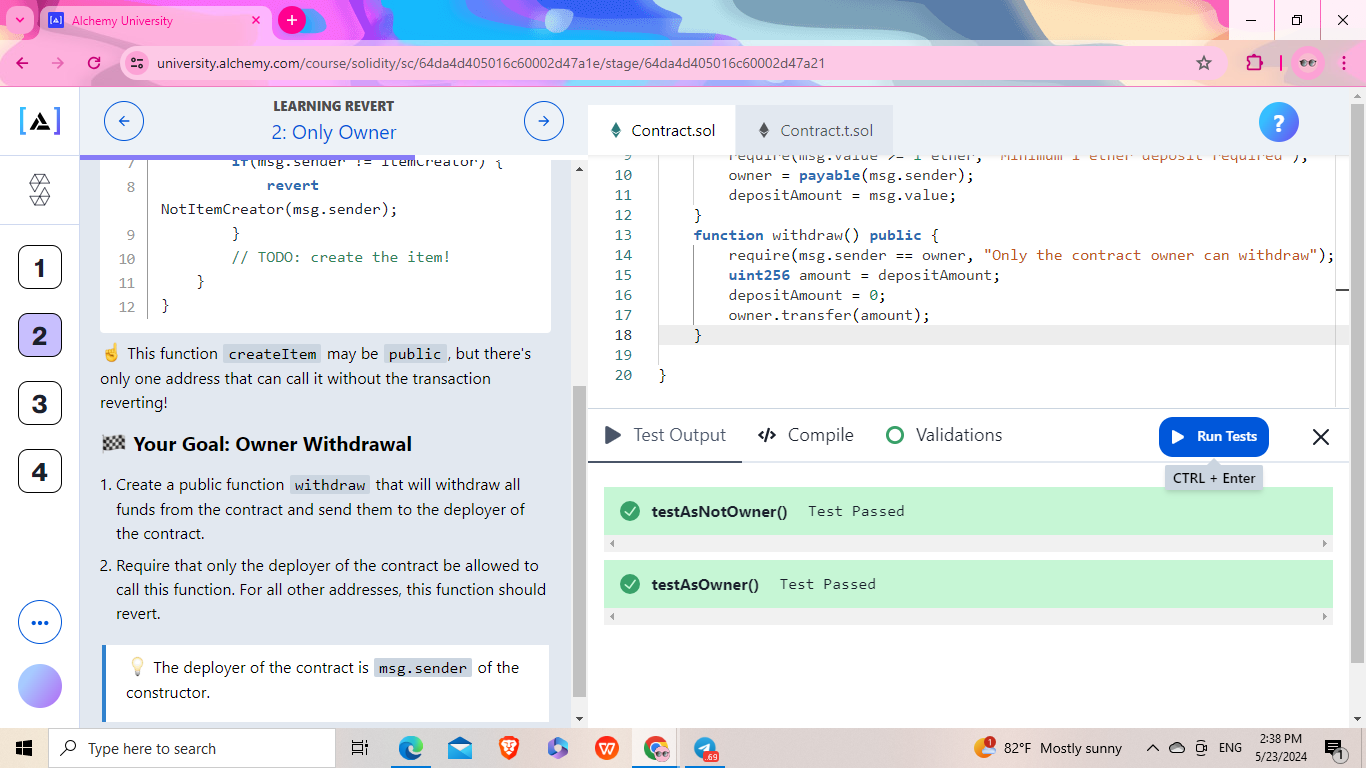 Alchemy University
university.alchemy.com/course/solidity/sc/64da4d405016c60002d47a1e/stage/64da4d405016c60002d47a21
LEARNING REVERT
2: Only Owner
1
2
3
4
7 if(msg.sender != itemCreator) {
8 revert
NotItemCreator(msg.sender);
9 }
10 // TODO: create the item!
11 }
12 }
☝ This function createItem may be public, but there's
only one address that can call it without the transaction
reverting!
🏁 Your Goal: Owner Withdrawal
1. Create a public function withdraw that will withdraw all
funds from the contract and send them to the deployer of
the contract.
2. Require that only the deployer of the contract be allowed to
call this function. For all other addresses, this function should
revert.
💡 The deployer of the contract is msg.sender of the
constructor.
Contract.sol
Contract.t.sol
?
9 require(msg.value >= 1 ether, "Minimum 1 ether deposit required");
10 owner = payable(msg.sender);
11 depositAmount = msg.value;
12 }
13 function withdraw() public {
14 require(msg.sender == owner, "Only the contract owner can withdraw");
15 uint256 amount = depositAmount;
16 depositAmount = 0;
17 owner.transfer(amount);
18 }
19
20 }
Test Output
Compile
Validations
Run Tests
CTRL + Enter
testAsNotOwner() Test Passed
testAsOwner() Test Passed
Type here to search
.69
1
82°F Mostly sunny
ENG
2:38 PM
5/23/2024
1